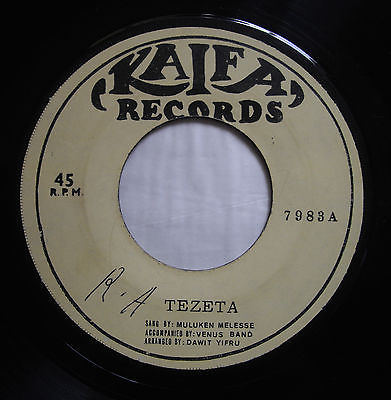 KAIFA
RECORDS
45
R.P.M.
7983A
R.A
TEZETA
SANG BY: MULUKEN MELESSE
ACCOMPANIED BY: VENUS BAND
ARRANGED BY: DAWIT YIFRU